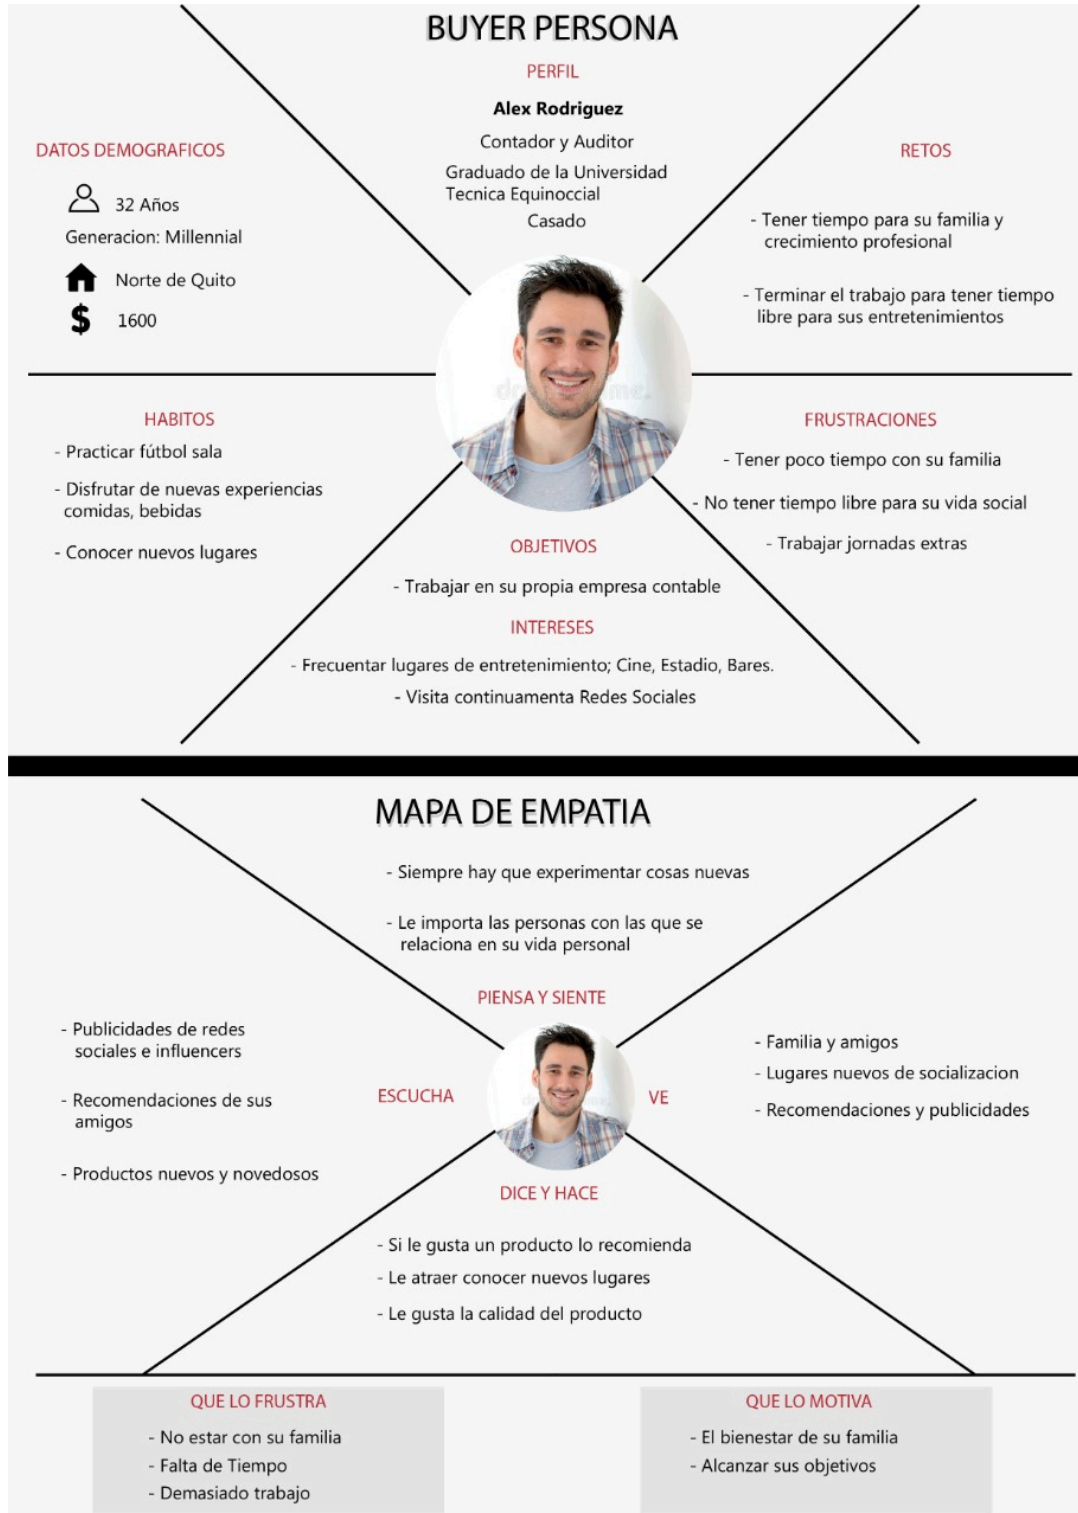 BUYER PERSONA
PERFIL
Alex Rodriguez
Contador y Auditor
Graduado de la Universidad
Tecnica Equinoccial
Casado
DATOS DEMOGRAFICOS
32 Años
Generacion: Millennial
Norte de Quito
$ 1600
RETOS
- Tener tiempo para su familia y
crecimiento profesional
- Terminar el trabajo para tener tiempo
libre para sus entretenimientos
HABITOS
- Practicar fútbol sala
- Disfrutar de nuevas experiencias
comidas, bebidas
- Conocer nuevos lugares
FRUSTRACIONES
- Tener poco tiempo con su familia
- No tener tiempo libre para su vida social
- Trabajar jornadas extras
OBJETIVOS
- Trabajar en su propia empresa contable
INTERESES
- Frecuentar lugares de entretenimiento; Cine, Estadio, Bares.
- Visita continuamenta Redes Sociales
MAPA DE EMPATIA
- Siempre hay que experimentar cosas nuevas
- Le importa las personas con las que se
relaciona en su vida personal
PIENSA Y SIENTE
- Publicidades de redes
sociales e influencers
- Recomendaciones de sus
amigos
- Productos nuevos y novedosos
ESCUCHA
VE
- Familia y amigos
- Lugares nuevos de socializacion
- Recomendaciones y publicidades
DICE Y HACE
- Si le gusta un producto lo recomienda
- Le atraer conocer nuevos lugares
- Le gusta la calidad del producto
QUE LO FRUSTRA
- No estar con su familia
- Falta de Tiempo
- Demasiado trabajo
QUE LO MOTIVA
- El bienestar de su familia
- Alcanzar sus objetivos